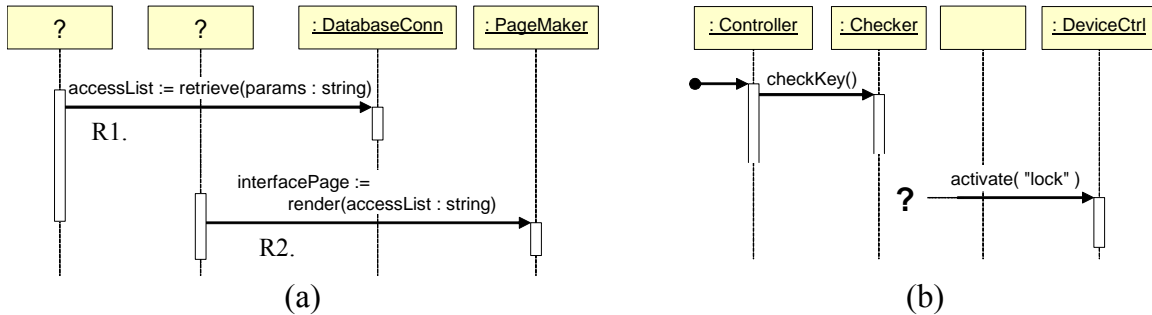 ?
?
: DatabaseConn
: PageMaker
accessList := retrieve(params : string)
R1.
interfacePage :=
render(accessList : string)
R2.
(a)
: Controller
: Checker
: DeviceCtrl
checkKey()
activate( "lock" )
?
(b)